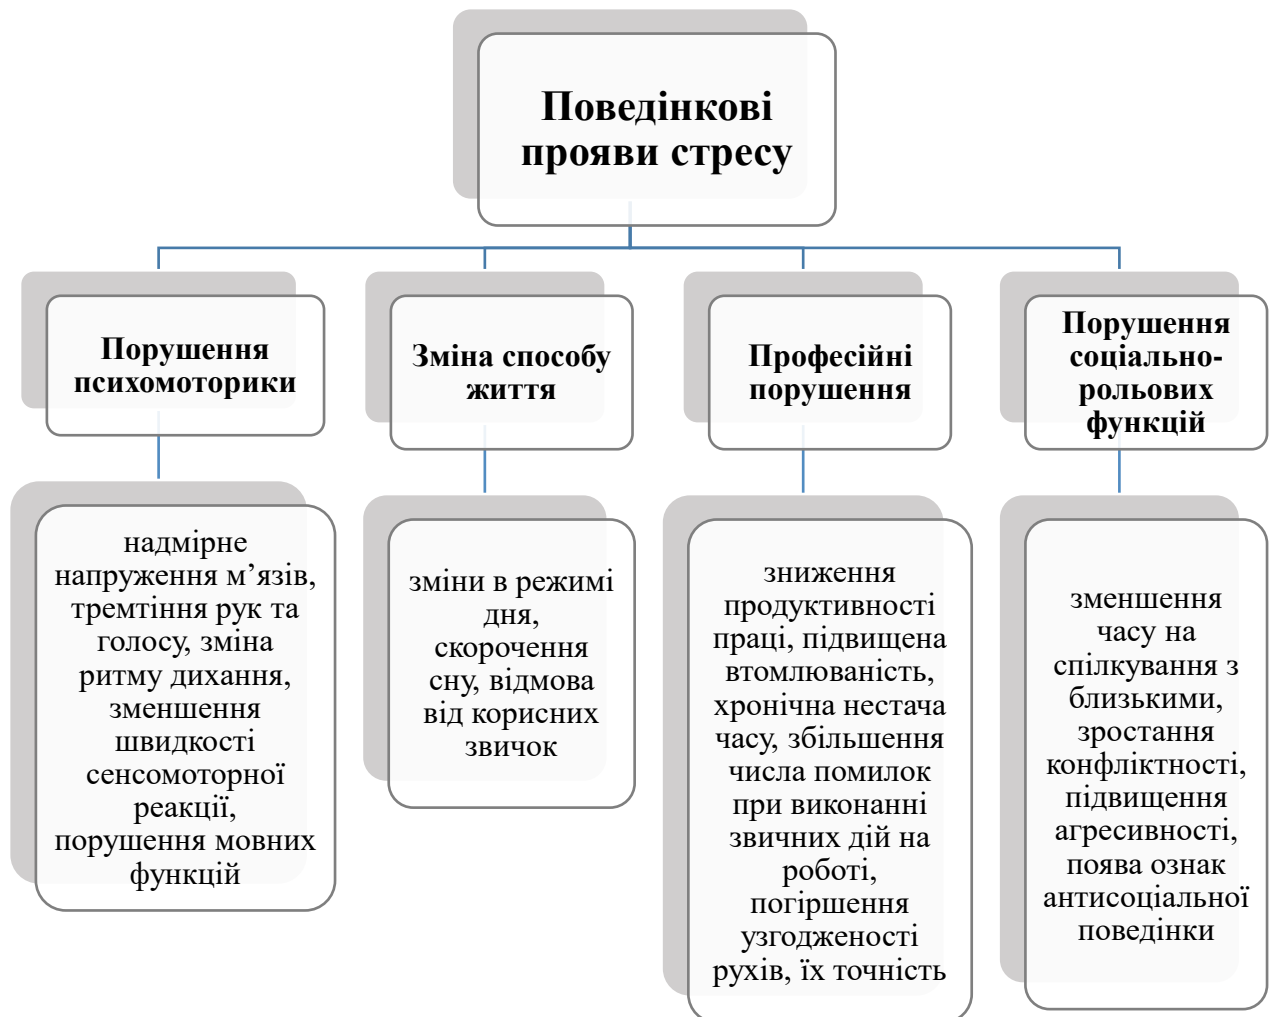 Поведінкові
прояви стресу
Порушення
психомоторики
Зміна способу
життя
Професійні
порушення
Порушення
соціально-
рольових
функцій
надмірне
напруження м’язів,
тремтіння рук та
голосу, зміна
ритму дихання,
зменшення
швидкості
сенсомоторної
реакції,
порушення мовних
функцій
зміни в режимі
дня,
скорочення
сну, відмова
від корисних
звичок
зниження
продуктивності
праці, підвищена
втомлюваність,
хронічна нестача
часу, збільшення
числа помилок
при виконанні
звичних дій на
роботі,
погіршення
узгодженості
рухів, їх точність
зменшення
часу на
спілкування з
близькими,
зростання
конфліктності,
підвищення
агресивності,
поява ознак
антисоціальної
поведінки